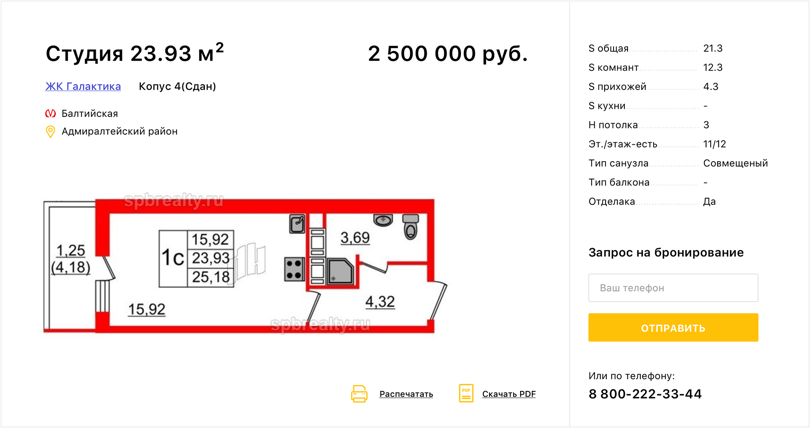 Студия 23.93 м²
2 500 000 руб.
ЖК Галактика
Копус 4(Сдан)
Балтийская
Адмиралтейский район
spbrealty.ru
1,25
(4,18)
1с
15,92
23,93
25,18
15,92
3,69
4,32
spbrealty.ru
Распечатать
PDF
Скачать PDF
S общая 21.3
S комнант 12.3
S прихожей 4.3
S кухни -
H потолка 3
Эт./этаж-есть 11/12
Тип санузла Совмещеный
Тип балкона -
Отделака Да
Запрос на бронирование
Ваш телефон
ОТПРАВИТЬ
Или по телефону:
8 800-222-33-44